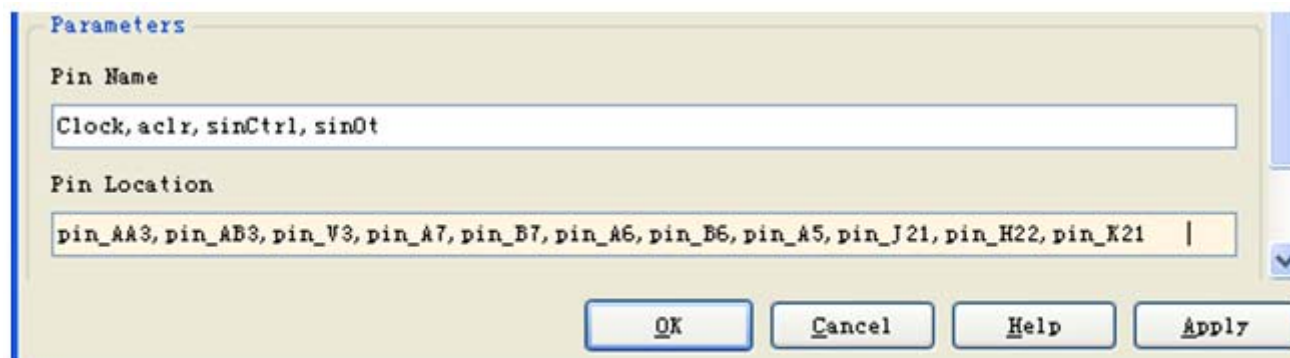 Parameters
Pin Name
Clock, aclr, sinCtrl, sinOt
Pin Location
pin_AA3, pin_AB3, pin_V3, pin_A7, pin_B7, pin_A6, pin_B6, pin_A5, pin_J21, pin_H22, pin_K21
OK Cancel Help Apply